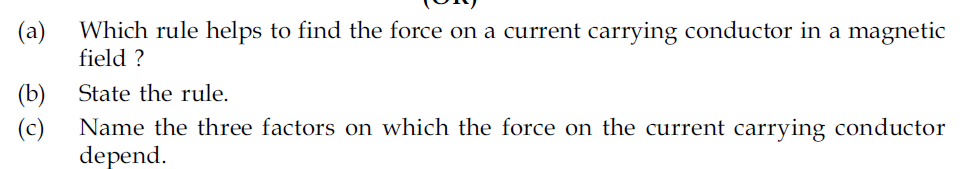 (a) Which rule helps to find the force on a current carrying conductor in a magnetic
field ?
(b) State the rule.
(c) Name the three factors on which the force on the current carrying conductor
depend.